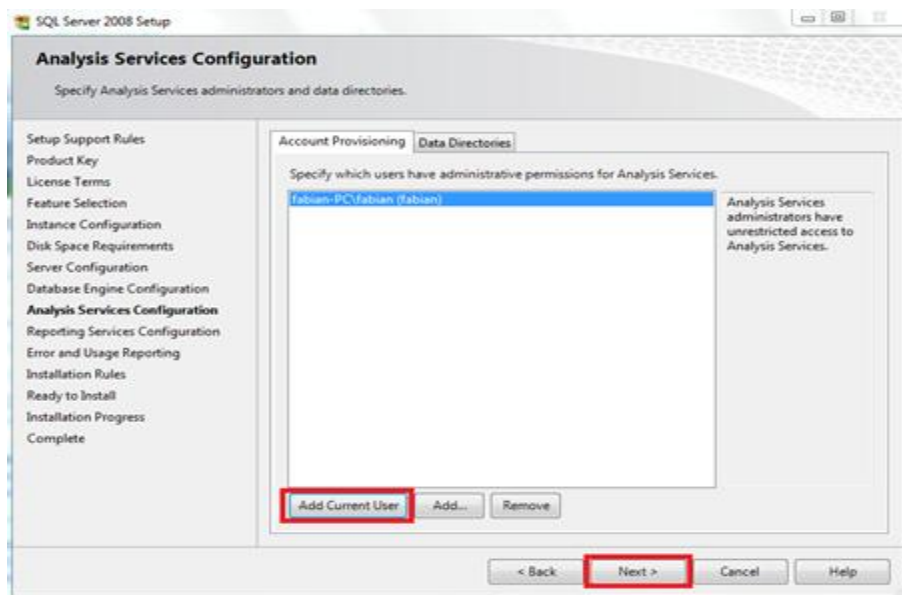 SQL Server 2008 Setup
Analysis Services Configuration
Specify Analysis Services administrators and data directories.
Setup Support Rules
Product Key
License Terms
Feature Selection
Instance Configuration
Disk Space Requirements
Server Configuration
Database Engine Configuration
Analysis Services Configuration
Reporting Services Configuration
Error and Usage Reporting
Installation Rules
Ready to Install
Installation Progress
Complete
Account Provisioning Data Directories
Specify which users have administrative permissions for Analysis Services.
fabian-PC\fabian (fabian)
Analysis Services
administrators have
unrestricted access to
Analysis Services.
Add Current User Add... Remove
< Back Next > Cancel Help